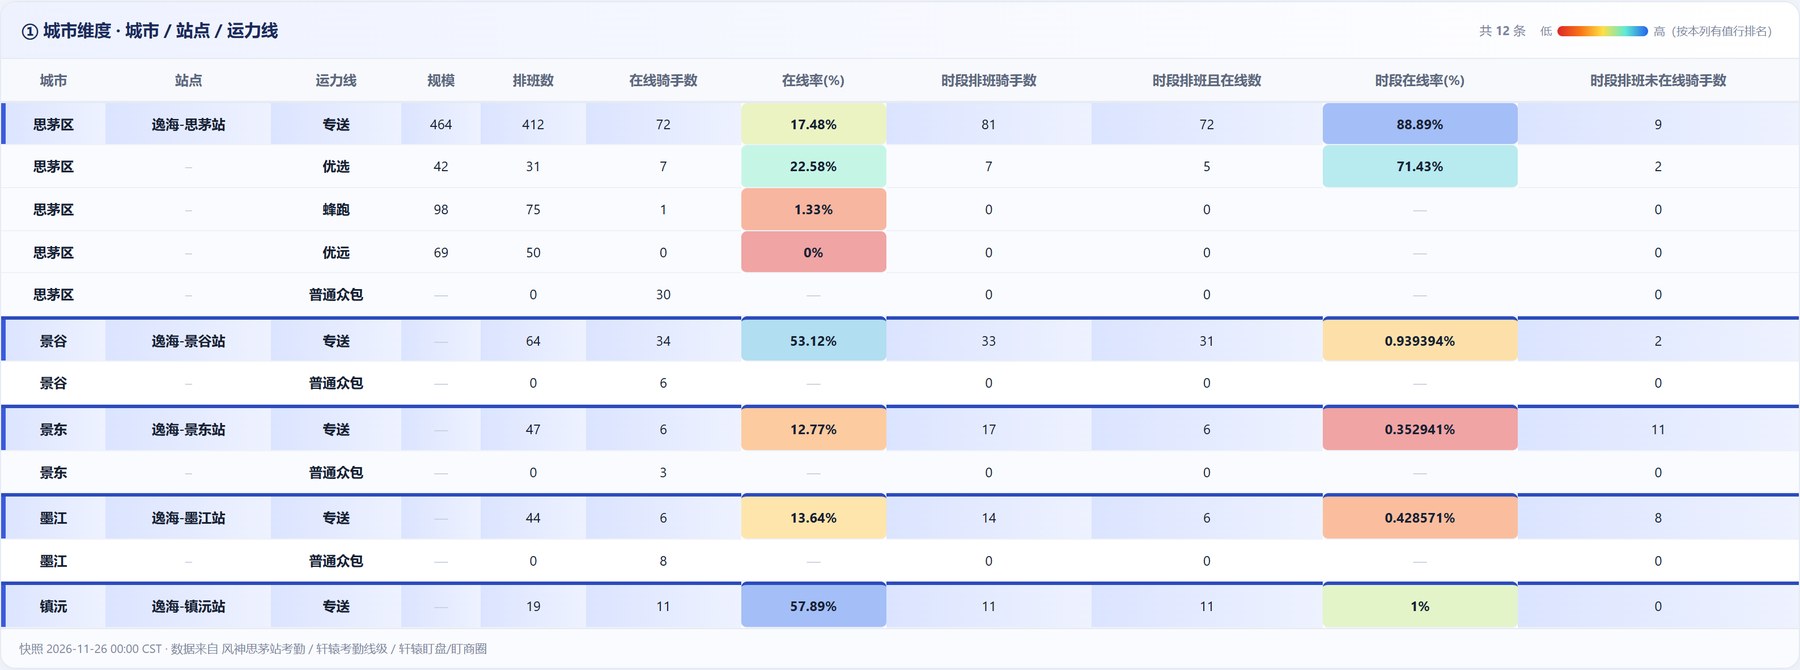 ① 城市维度 · 城市 / 站点 / 运力线
共 12 条 低 高 (按本列有值行排名)
城市 站点 运力线 规模 排班数 在线骑手数 在线率(%) 时段排班骑手数 时段排班且在线数 时段在线率(%) 时段排班未在线骑手数
思茅区 逸海-思茅站 专送 464 412 72 17.48% 81 72 88.89% 9
思茅区 – 优选 42 31 7 22.58% 7 5 71.43% 2
思茅区 – 蜂跑 98 75 1 1.33% 0 0 — 0
思茅区 – 优远 69 50 0 0% 0 0 — 0
思茅区 – 普通众包 — 0 30 — 0 0 — 0
景谷 逸海-景谷站 专送 — 64 34 53.12% 33 31 0.939394% 2
景谷 – 普通众包 — 0 6 — 0 0 — 0
景东 逸海-景东站 专送 — 47 6 12.77% 17 6 0.352941% 11
景东 – 普通众包 — 0 3 — 0 0 — 0
墨江 逸海-墨江站 专送 — 44 6 13.64% 14 6 0.428571% 8
墨江 – 普通众包 — 0 8 — 0 0 — 0
镇沅 逸海-镇沅站 专送 — 19 11 57.89% 11 11 1% 0
快照 2026-11-26 00:00 CST · 数据来自 风神思茅站考勤 / 轩辕考勤线级 / 轩辕盯盘/盯商圈